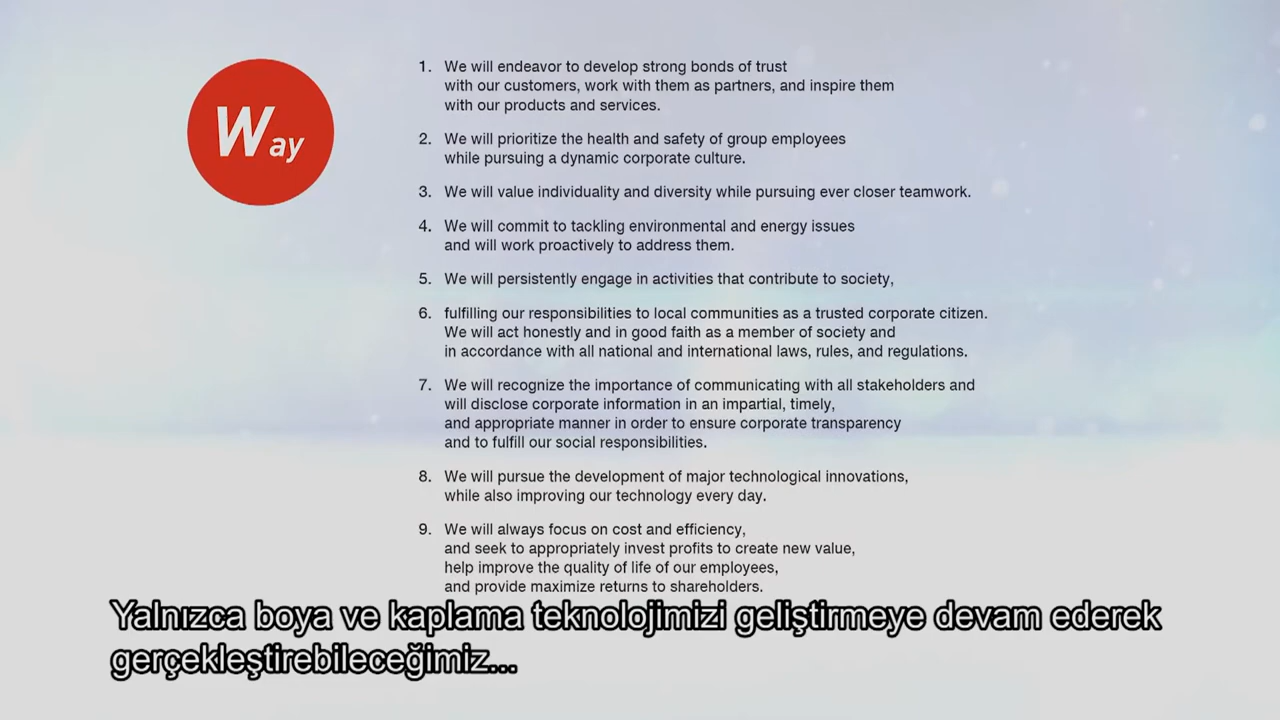 Way
1. We will endeavor to develop strong bonds of trust
with our customers, work with them as partners, and inspire them
with our products and services.
2. We will prioritize the health and safety of group employees
while pursuing a dynamic corporate culture.
3. We will value individuality and diversity while pursuing ever closer teamwork.
4. We will commit to tackling environmental and energy issues
and will work proactively to address them.
5. We will persistently engage in activities that contribute to society,
6. fulfilling our responsibilities to local communities as a trusted corporate citizen.
We will act honestly and in good faith as a member of society and
in accordance with all national and international laws, rules, and regulations.
7. We will recognize the importance of communicating with all stakeholders and
will disclose corporate information in an impartial, timely,
and appropriate manner in order to ensure corporate transparency
and to fulfill our social responsibilities.
8. We will pursue the development of major technological innovations,
while also improving our technology every day.
9. We will always focus on cost and efficiency,
and seek to appropriately invest profits to create new value,
help improve the quality of life of our employees,
and provide maximize returns to shareholders.
Yalnızca boya ve kaplama teknolojimizi geliştirmeye devam ederek
gerçekleştirebileceğimiz...